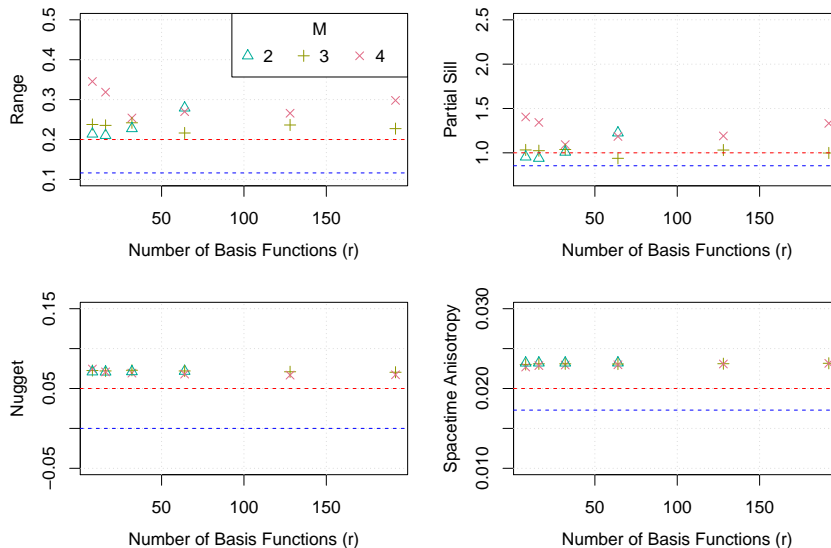 M
2 3 4
0.5
0.4
0.3
0.2
0.1
Range
50 100 150
Number of Basis Functions (r)
2.5
2.0
1.5
1.0
Partial Sill
50 100 150
Number of Basis Functions (r)
0.15
0.05
−0.05
Nugget
50 100 150
Number of Basis Functions (r)
0.030
0.020
0.010
Spacetime Anisotropy
50 100 150
Number of Basis Functions (r)